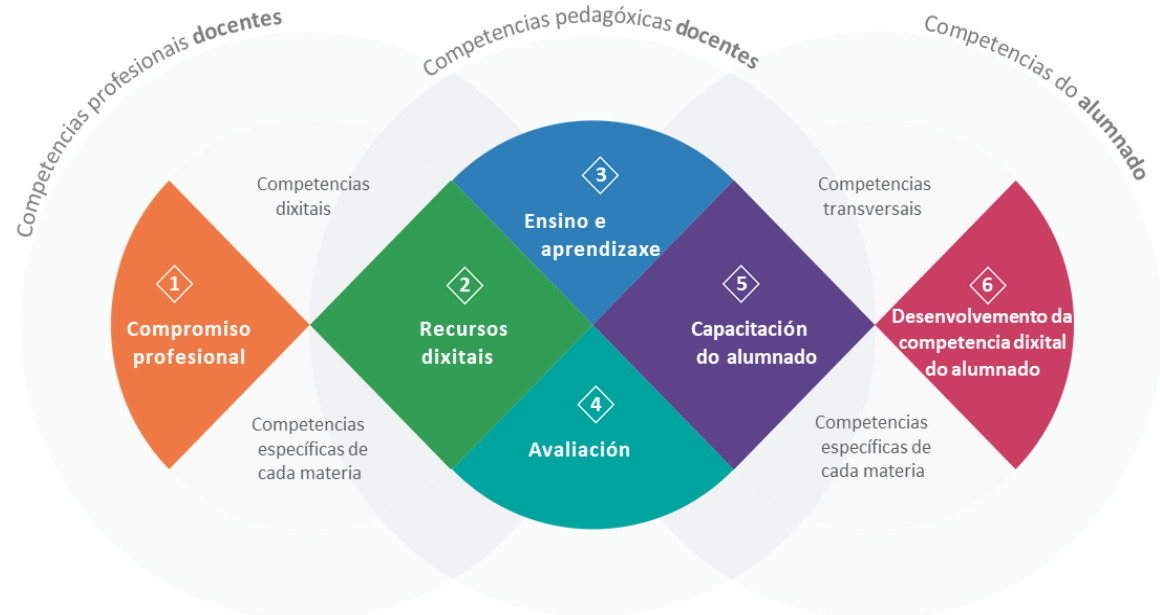 Competencias profesionais docentes
Competencias pedagóxicas docentes
Competencias do alumnado
Competencias
dixitais
Competencias
transversais
1
Compromiso
profesional
2
Recursos
dixitais
3
Ensino e
aprendizaxe
4
Avaliación
5
Capacitación
do alumnado
6
Desenvolvemento da
competencia dixital
do alumnado
Competencias
específicas de
cada materia
Competencias
específicas de
cada materia